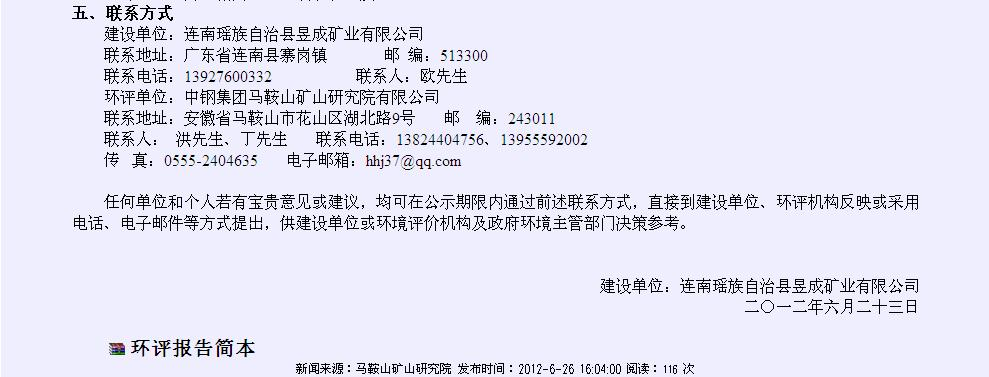 五、联系方式
建设单位：连南瑶族自治县昱成矿业有限公司
联系地址：广东省连南县寨岗镇 邮 编：513300
联系电话：13927600332 联系人：欧先生
环评单位：中钢集团马鞍山矿山研究院有限公司
联系地址：安徽省马鞍山市花山区湖北路9号 邮 编：243011
联系人： 洪先生、丁先生 联系电话：13824404756、13955592002
传 真：0555-2404635 电子邮箱：hhj37@qq.com
任何单位和个人若有宝贵意见或建议，均可在公示期限内通过前述联系方式，直接到建设单位、环评机构反映或采用
电话、电子邮件等方式提出，供建设单位或环境评价机构及政府环境主管部门决策参考。
建设单位：连南瑶族自治县昱成矿业有限公司
二〇一二年六月二十三日
环评报告简本
新闻来源：马鞍山矿山研究院 发布时间：2012-6-26 16:04:00 阅读：116 次